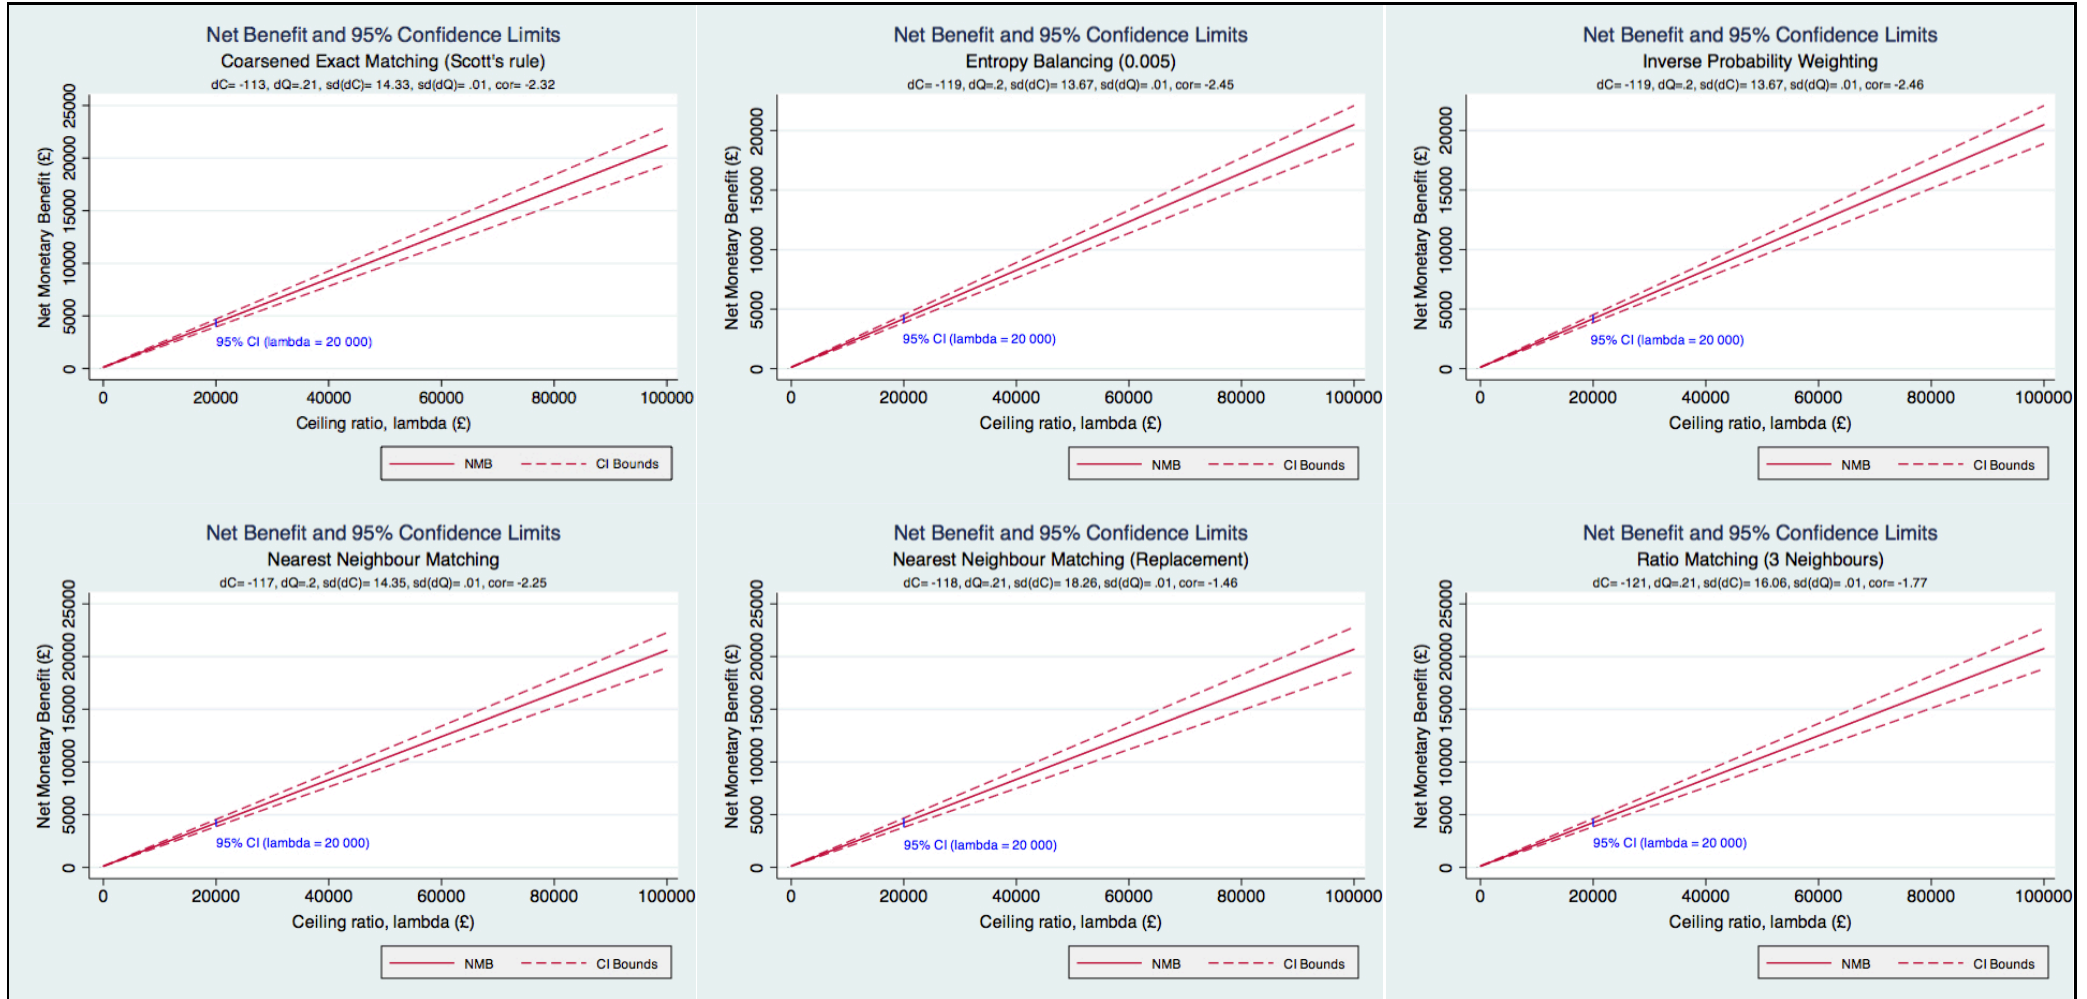 Net Benefit and 95% Confidence Limits
Coarsened Exact Matching (Scott's rule)
dC= -113, dQ=.21, sd(dC)= 14.33, sd(dQ)= .01, cor= -2.32
Net Monetary Benefit (£)
25000
20000
15000
10000
5000
0
95% CI (lambda = 20 000)
0 20000 40000 60000 80000 100000
Ceiling ratio, lambda (£)
NMB CI Bounds
Net Benefit and 95% Confidence Limits
Entropy Balancing (0.005)
dC= -119, dQ=.2, sd(dC)= 13.67, sd(dQ)= .01, cor= -2.45
Net Monetary Benefit (£)
20000
15000
10000
5000
0
95% CI (lambda = 20 000)
0 20000 40000 60000 80000 100000
Ceiling ratio, lambda (£)
NMB CI Bounds
Net Benefit and 95% Confidence Limits
Inverse Probability Weighting
dC= -119, dQ=.2, sd(dC)= 13.67, sd(dQ)= .01, cor= -2.46
Net Monetary Benefit (£)
20000
15000
10000
5000
0
95% CI (lambda = 20 000)
0 20000 40000 60000 80000 100000
Ceiling ratio, lambda (£)
NMB CI Bounds
Net Benefit and 95% Confidence Limits
Nearest Neighbour Matching
dC= -117, dQ=.2, sd(dC)= 14.35, sd(dQ)= .01, cor= -2.25
Net Monetary Benefit (£)
25000
20000
15000
10000
5000
0
95% CI (lambda = 20 000)
0 20000 40000 60000 80000 100000
Ceiling ratio, lambda (£)
NMB CI Bounds
Net Benefit and 95% Confidence Limits
Nearest Neighbour Matching (Replacement)
dC= -118, dQ=.21, sd(dC)= 18.26, sd(dQ)= .01, cor= -1.46
Net Monetary Benefit (£)
25000
20000
15000
10000
5000
0
95% CI (lambda = 20 000)
0 20000 40000 60000 80000 100000
Ceiling ratio, lambda (£)
NMB CI Bounds
Net Benefit and 95% Confidence Limits
Ratio Matching (3 Neighbours)
dC= -121, dQ=.21, sd(dC)= 16.06, sd(dQ)= .01, cor= -1.77
Net Monetary Benefit (£)
25000
20000
15000
10000
5000
0
95% CI (lambda = 20 000)
0 20000 40000 60000 80000 100000
Ceiling ratio, lambda (£)
NMB CI Bounds